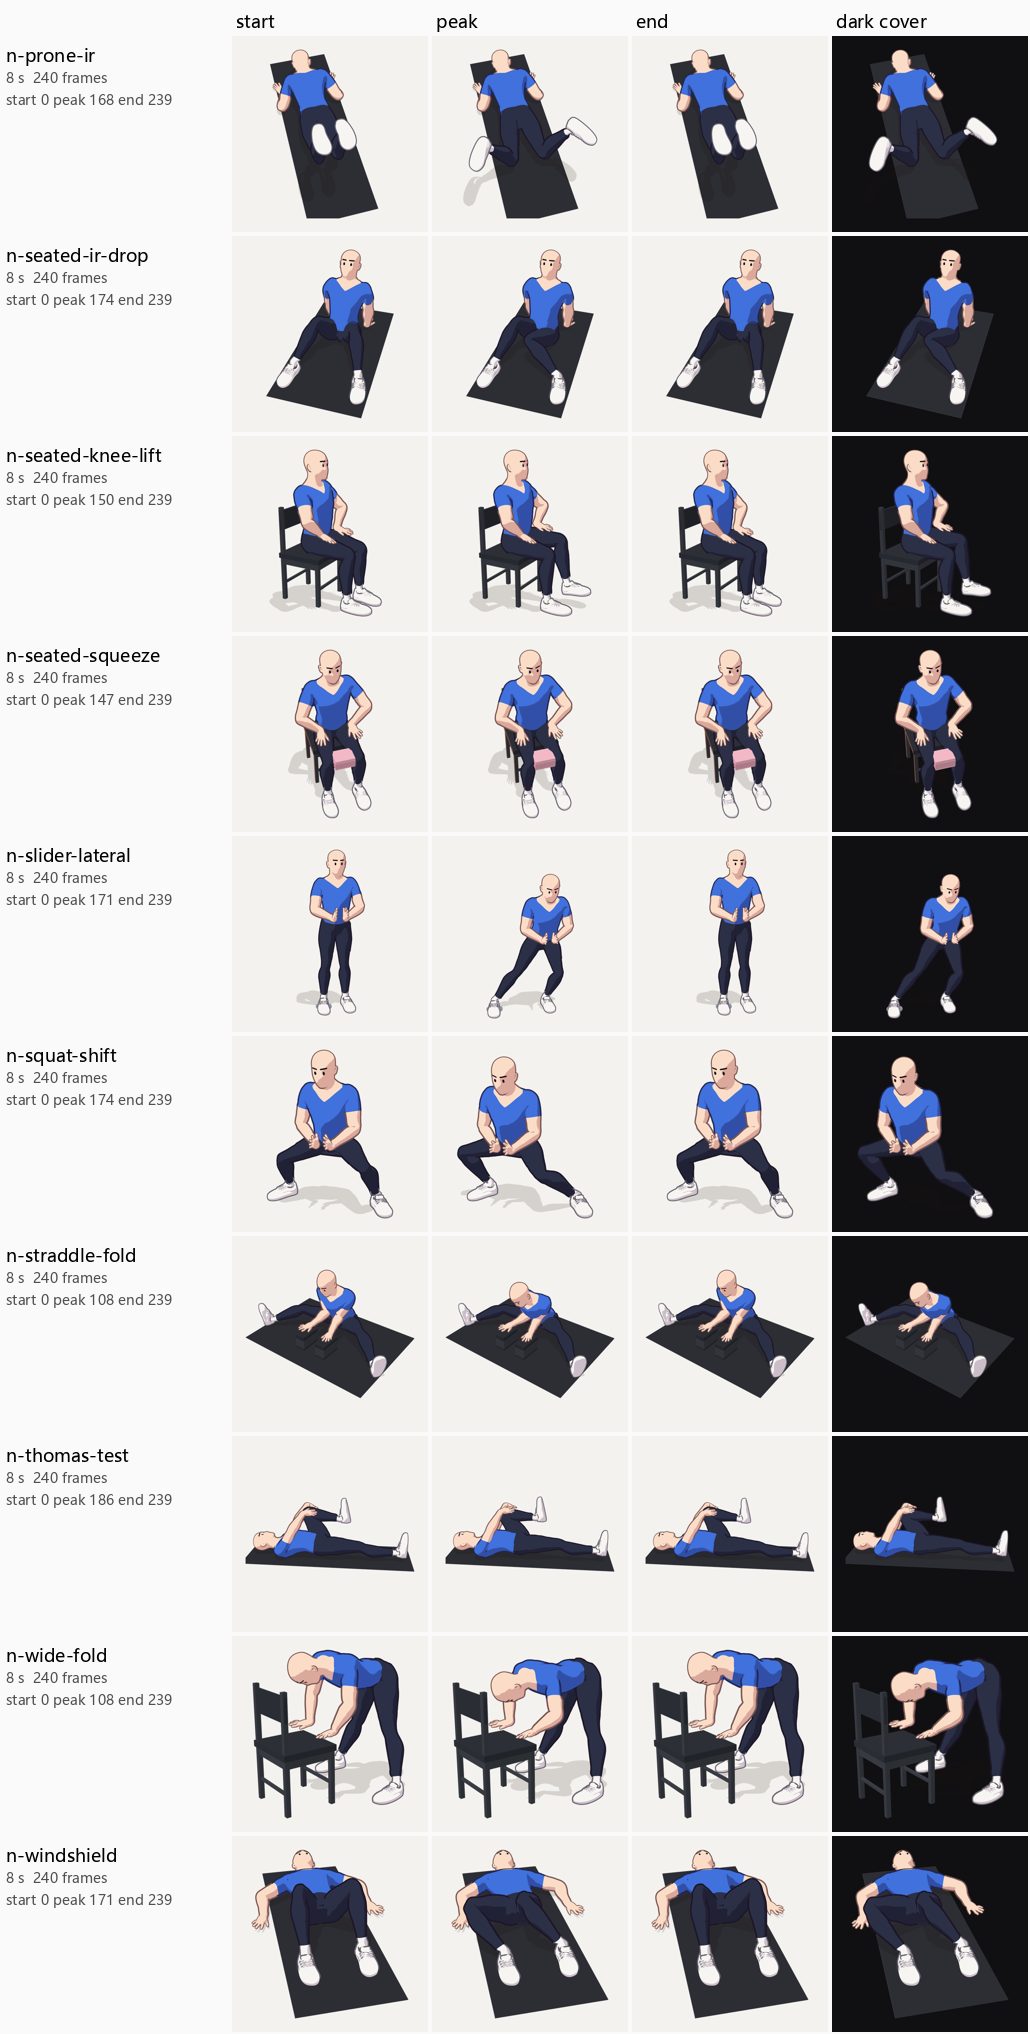 start peak end dark cover
n-prone-ir
8 s 240 frames
start 0 peak 168 end 239
n-seated-ir-drop
8 s 240 frames
start 0 peak 174 end 239
n-seated-knee-lift
8 s 240 frames
start 0 peak 150 end 239
n-seated-squeeze
8 s 240 frames
start 0 peak 147 end 239
n-slider-lateral
8 s 240 frames
start 0 peak 171 end 239
n-squat-shift
8 s 240 frames
start 0 peak 174 end 239
n-straddle-fold
8 s 240 frames
start 0 peak 108 end 239
n-thomas-test
8 s 240 frames
start 0 peak 186 end 239
n-wide-fold
8 s 240 frames
start 0 peak 108 end 239
n-windshield
8 s 240 frames
start 0 peak 171 end 239